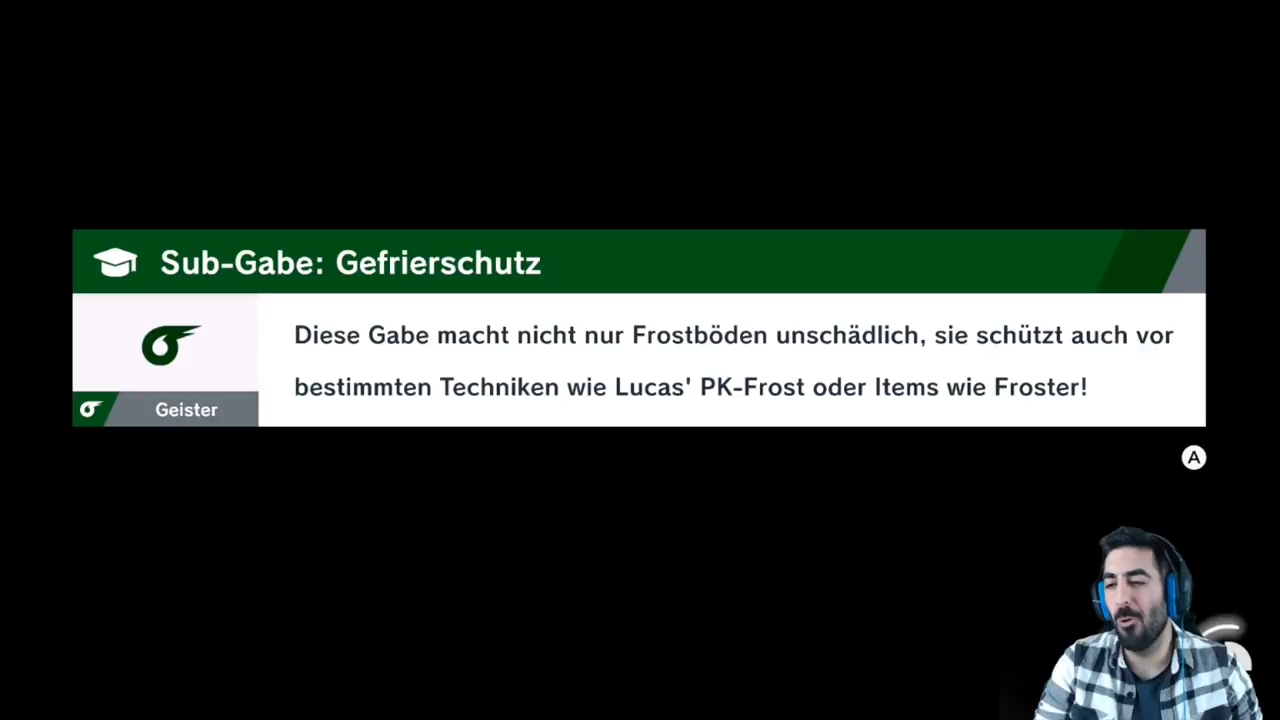 Sub-Gabe: Gefrierschutz
Diese Gabe macht nicht nur Frostböden unschädlich, sie schützt auch vor
bestimmten Techniken wie Lucas' PK-Frost oder Items wie Froster!
Geister
A